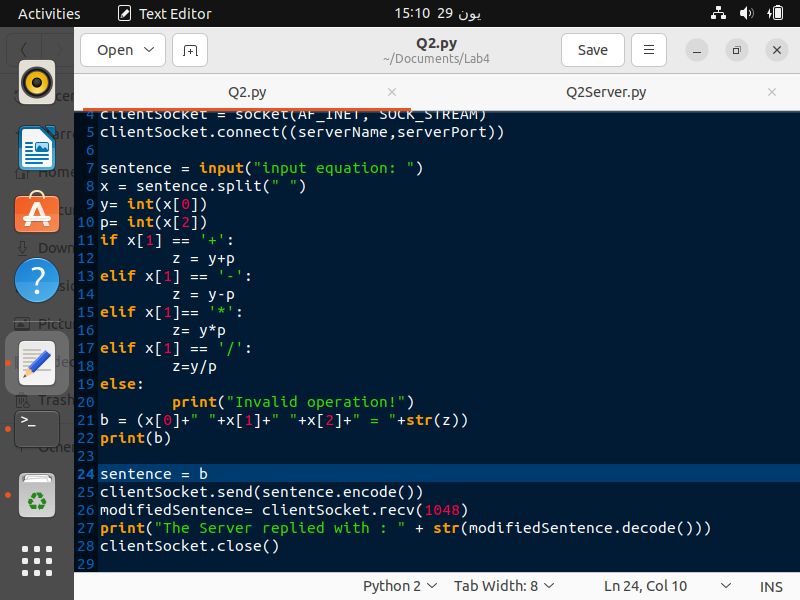 Activities
Text Editor
15:10 29 يون
Open
Q2.py
~/Documents/Lab4
Save
Q2.py
Q2Server.py
4 clientSocket = socket(AF_INET, SOCK_STREAM)
5 clientSocket.connect((serverName,serverPort))
6
7 sentence = input("input equation: ")
8 x = sentence.split(" ")
9 y= int(x[0])
10 p= int(x[2])
11 if x[1] == '+':
12         z = y+p
13 elif x[1] == '-':
14         z = y-p
15 elif x[1]== '*':
16         z= y*p
17 elif x[1] == '/':
18         z=y/p
19 else:
20         print("Invalid operation!")
21 b = (x[0]+" "+x[1]+" "+x[2]+" = "+str(z))
22 print(b)
23
24 sentence = b
25 clientSocket.send(sentence.encode())
26 modifiedSentence= clientSocket.recv(1048)
27 print("The Server replied with : " + str(modifiedSentence.decode()))
28 clientSocket.close()
29
Python 2
Tab Width: 8
Ln 24, Col 10
INS